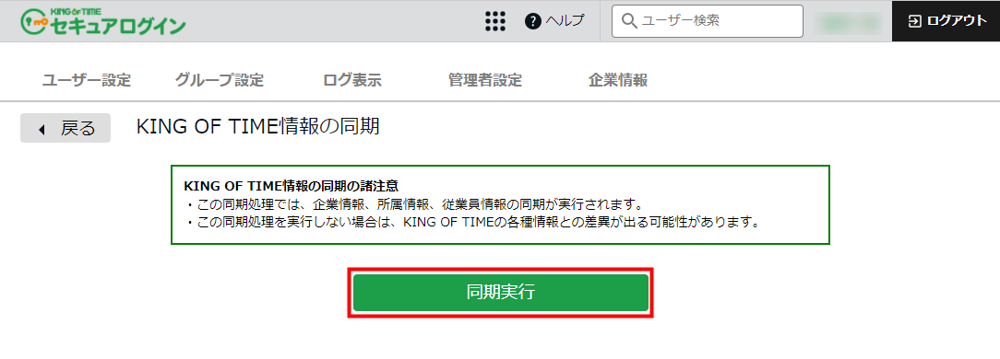 KING OF TIME
セキュアログイン
ヘルプ
ユーザー検索
ログアウト
ユーザー設定
グループ設定
ログ表示
管理者設定
企業情報
戻る
KING OF TIME情報の同期
KING OF TIME情報の同期の諸注意
・この同期処理では、企業情報、所属情報、従業員情報の同期が実行されます。
・この同期処理を実行しない場合は、KING OF TIMEの各種情報との差異が出る可能性があります。
同期実行